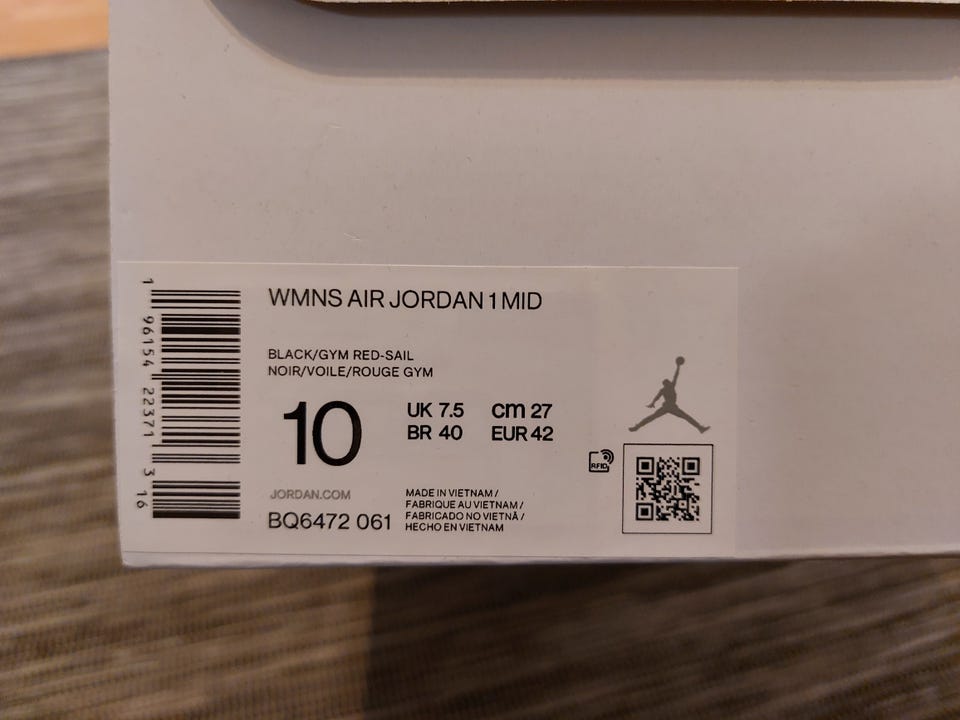 WMNS AIR JORDAN 1 MID
BLACK/GYM RED-SAIL
NOIR/VOILE/ROUGE GYM
10
UK 7.5 cm 27
BR 40 EUR 42
JORDAN.COM
BQ6472 061
MADE IN VIETNAM /
FABRIQUE AU VIETNAM /
FABRICADO NO VIETNÃ /
HECHO EN VIETNAM
RFID
1 96154 22371 3 16